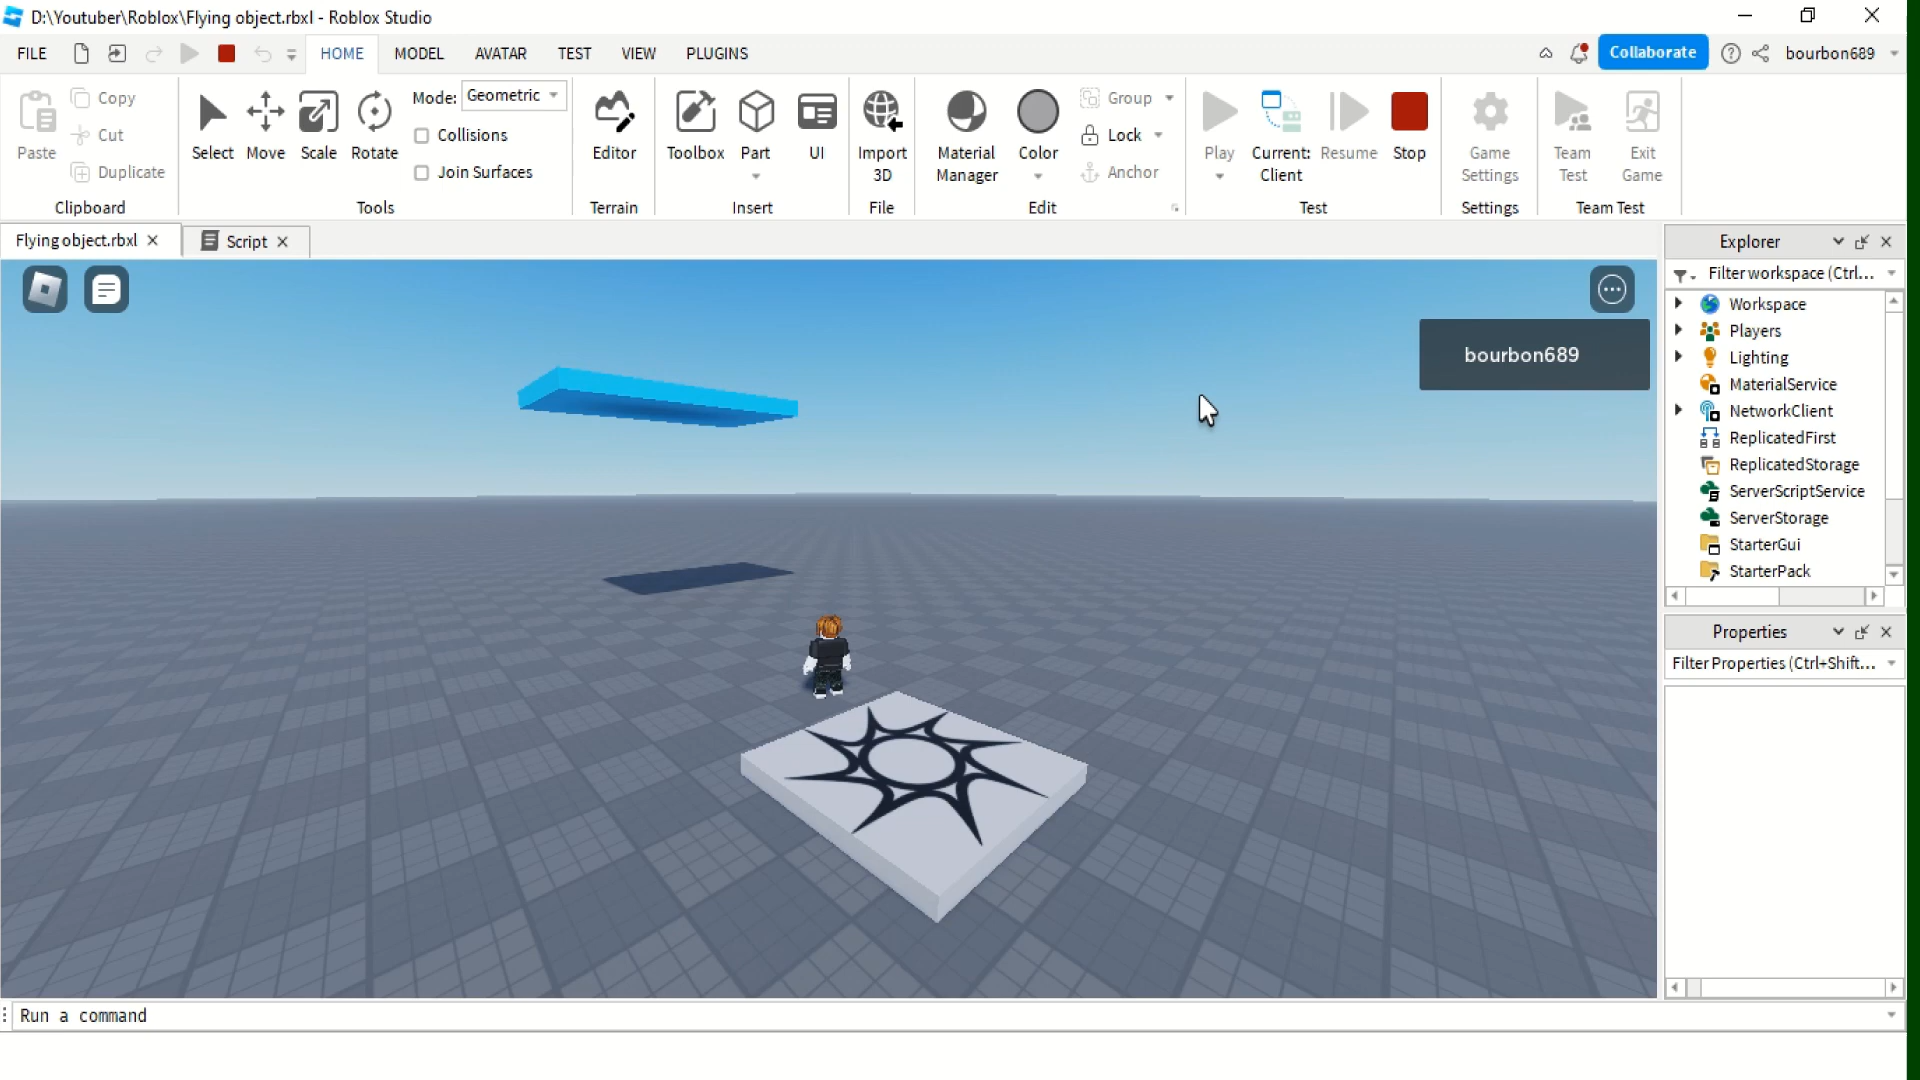 D:\Youtuber\Roblox\Flying object.rbxl - Roblox Studio
FILE HOME MODEL AVATAR TEST VIEW PLUGINS Collaborate bourbon689
Paste
Copy
Cut
Duplicate
Clipboard
Select Move Scale Rotate
Mode: Geometric
Collisions
Join Surfaces
Tools
Editor
Terrain
Toolbox Part UI
Insert
Import
3D
File
Material
Manager
Color
Group
Lock
Anchor
Edit
Play
Current:
Client
Resume Stop
Test
Game
Settings
Settings
Team
Test
Exit
Game
Team Test
Flying object.rbxl
Script
bourbon689
Explorer
Filter workspace (Ctrl...
Workspace
Players
Lighting
MaterialService
NetworkClient
ReplicatedFirst
ReplicatedStorage
ServerScriptService
ServerStorage
StarterGui
StarterPack
Properties
Filter Properties (Ctrl+Shift...
Run a command